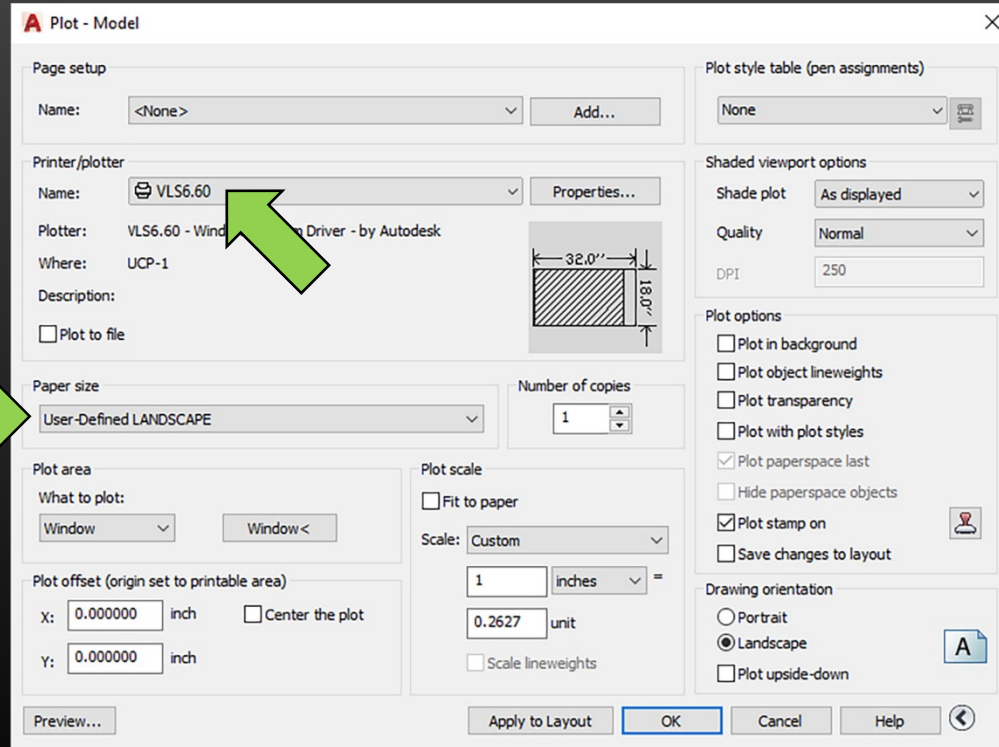 A Plot - Model
Page setup
Name: <None> Add...
Plot style table (pen assignments)
None
Printer/plotter
Name: VLS6.60 Properties...
Plotter: VLS6.60 - Driver - by Autodesk
Where: UCP-1
Description:
Plot to file
32.0''
18.0''
Shaded viewport options
Shade plot As displayed
Quality Normal
DPI 250
Paper size
User-Defined LANDSCAPE
Number of copies
1
Plot options
Plot in background
Plot object lineweights
Plot transparency
Plot with plot styles
Plot paperspace last
Hide paperspace objects
Plot stamp on
Save changes to layout
Plot area
What to plot:
Window Window<
Plot scale
Fit to paper
Scale: Custom
1 inches =
0.2627 unit
Scale lineweights
Plot offset (origin set to printable area)
X: 0.000000 inch Center the plot
Y: 0.000000 inch
Drawing orientation
Portrait
Landscape
Plot upside-down
A
Preview... Apply to Layout OK Cancel Help